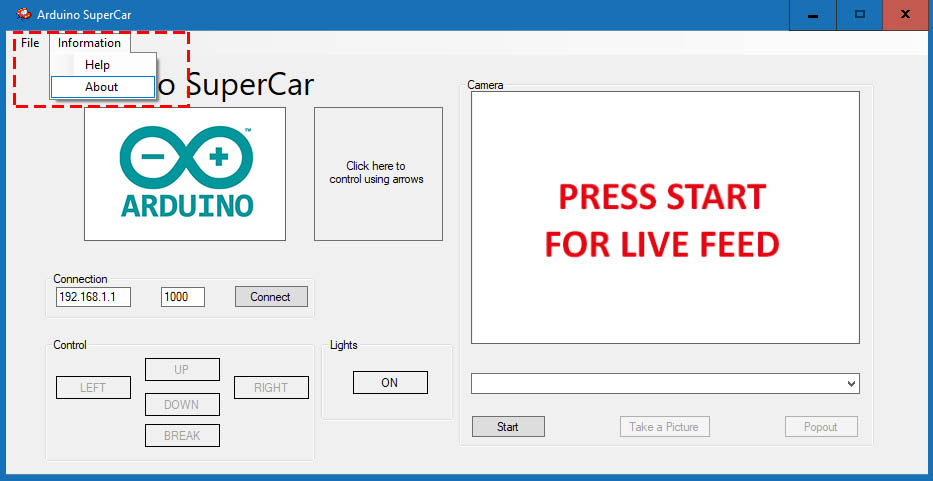 Arduino SuperCar
File
Information
Help
About
o SuperCar
Camera
ARDUINO
TM
Click here to
control using arrows
PRESS START
FOR LIVE FEED
Connection
192.168.1.1
1000
Connect
Control
Lights
UP
LEFT
RIGHT
ON
DOWN
BREAK
Start
Take a Picture
Popout